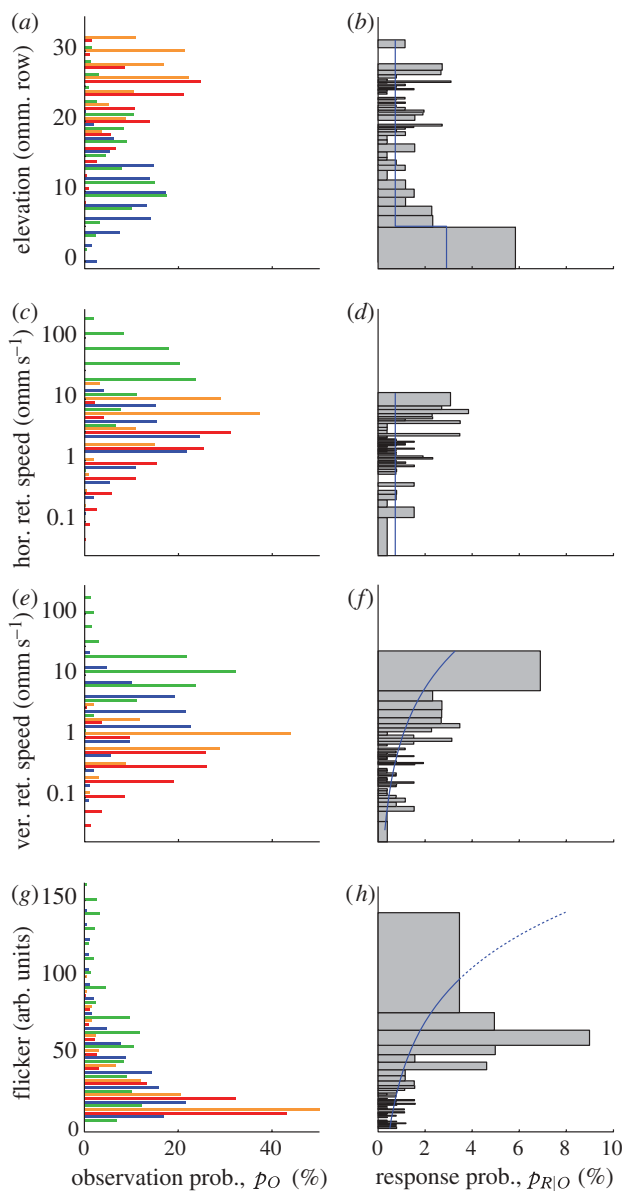 (a) (b)
30
20
10
0
elevation (omm. row)
(c) (d)
100
10
1
0.1
hor. ret. speed (omm s⁻¹)
(e) (f)
100
10
1
0.1
ver. ret. speed (omm s⁻¹)
(g) (h)
150
100
50
0
flicker (arb. units)
0 20 40 0 2 4 6 8 10
observation prob., pO (%) response prob., pR|O (%)